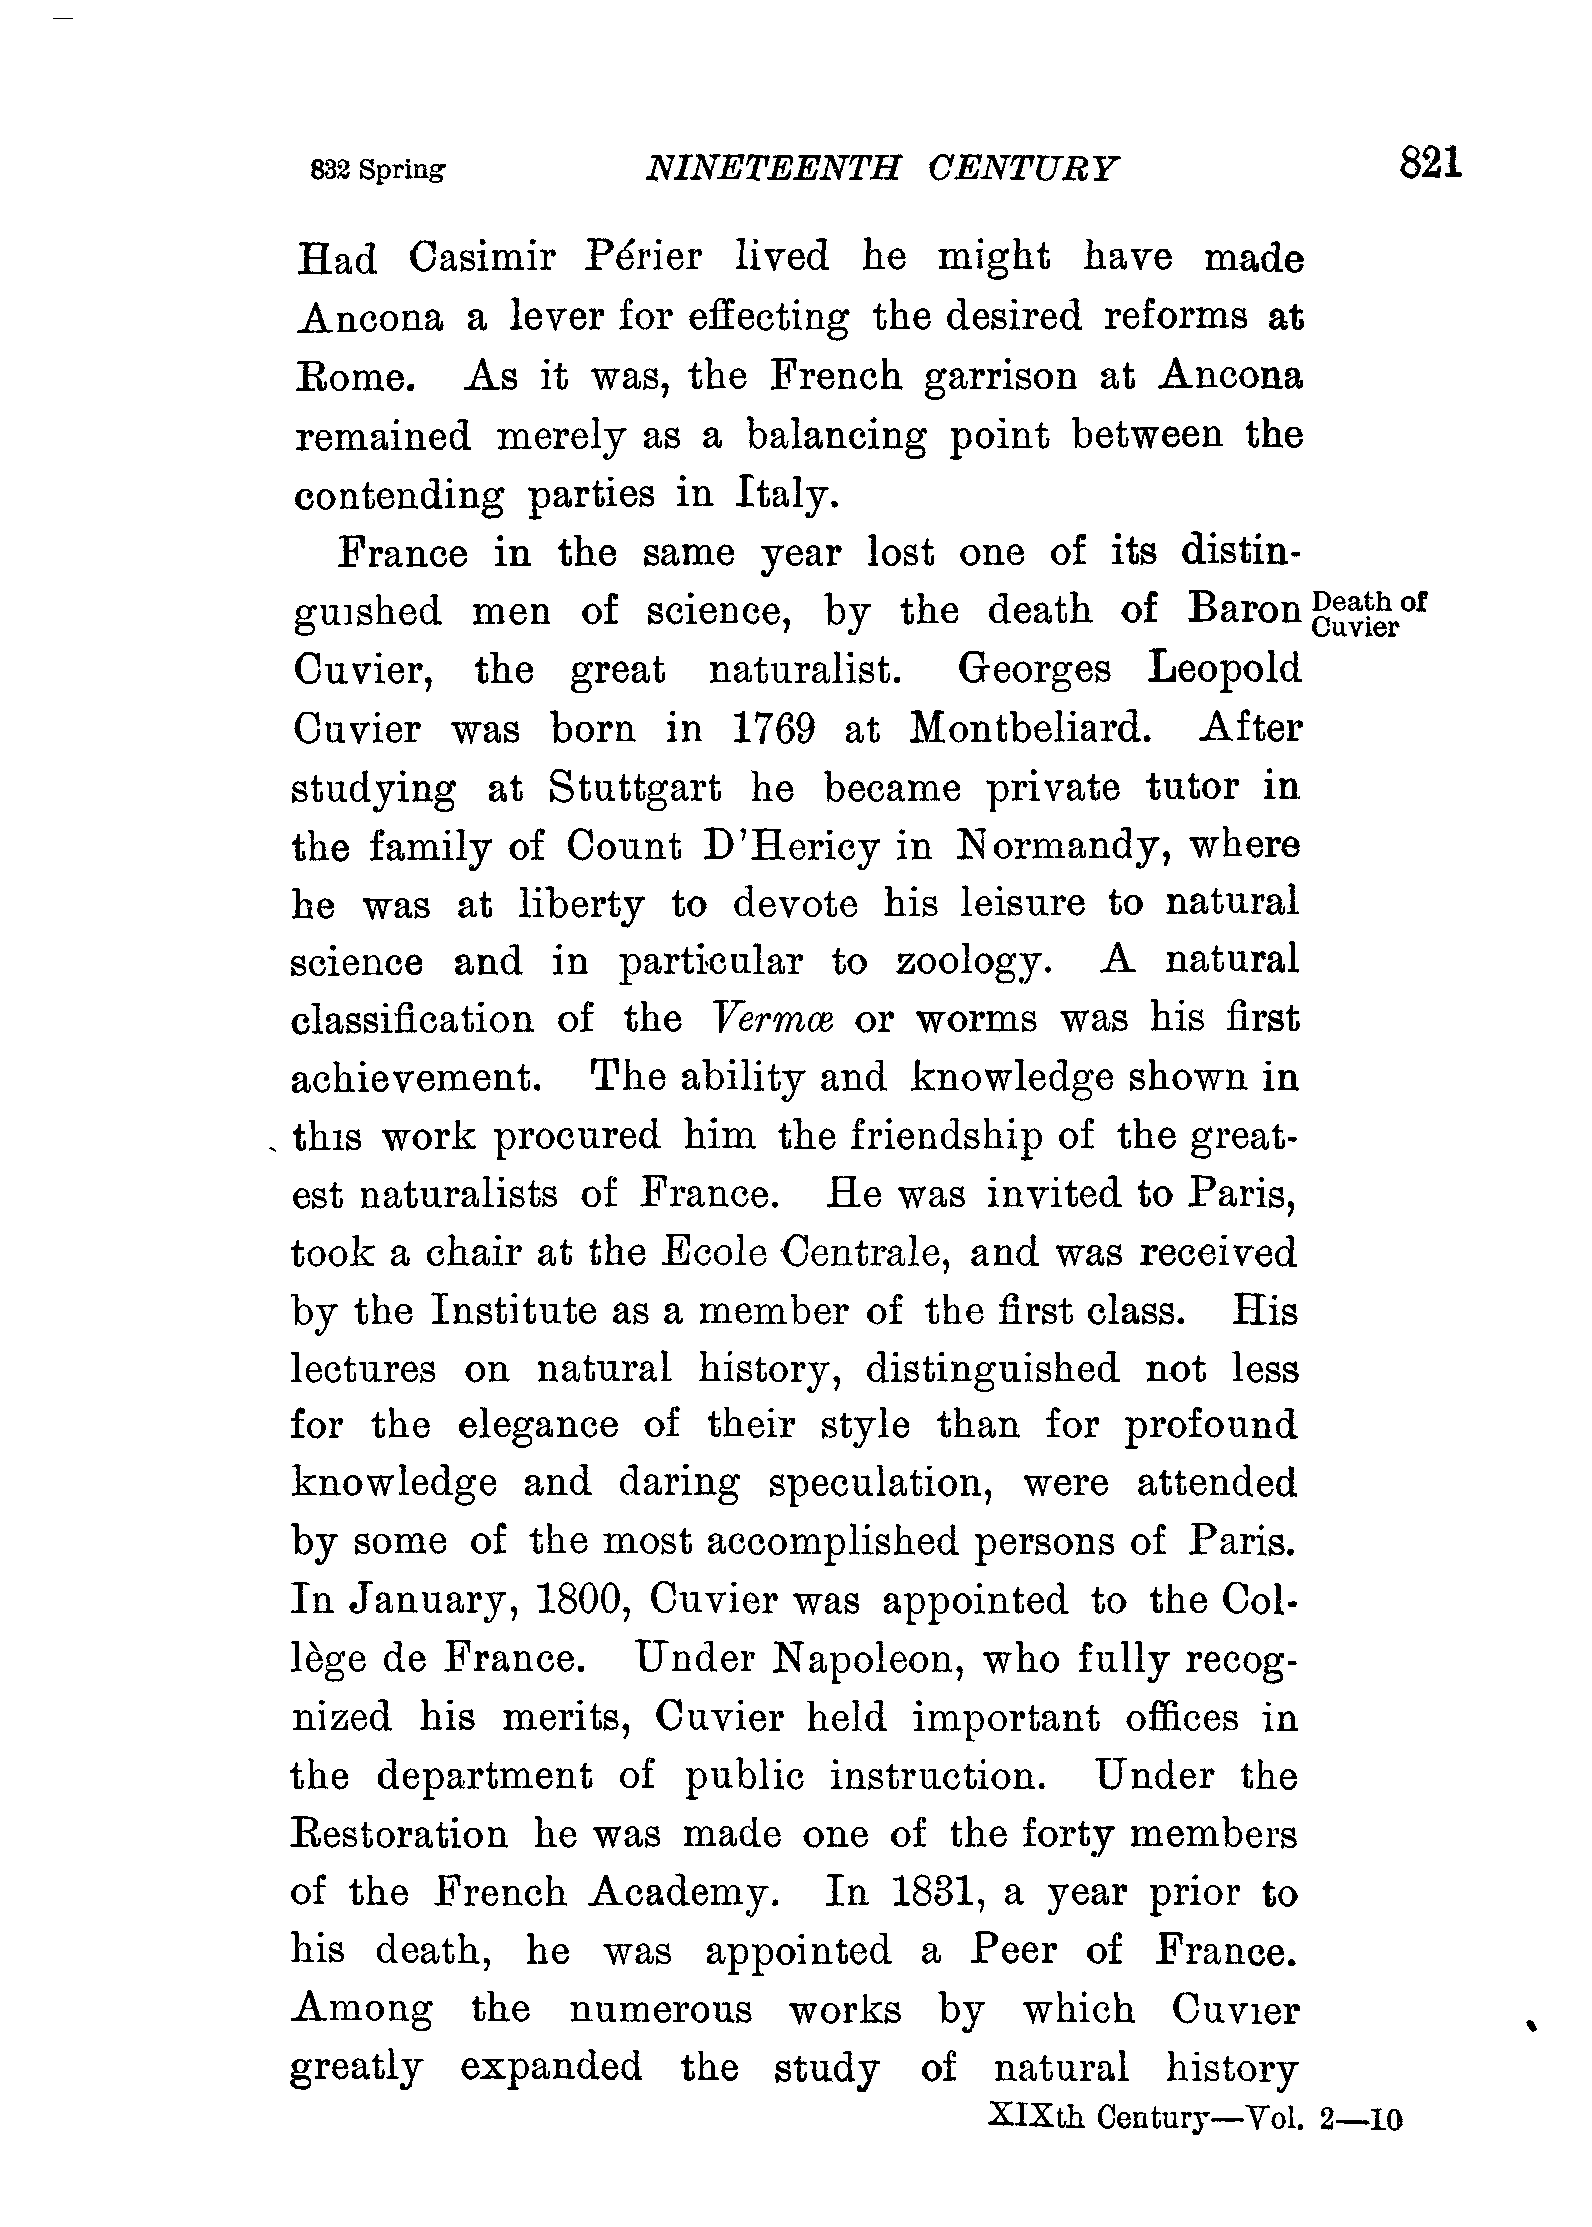 832 Spring NINETEENTH CENTURY 821
Had Casimir Périer lived he might have made
Ancona a lever for effecting the desired reforms at
Rome. As it was, the French garrison at Ancona
remained merely as a balancing point between the
contending parties in Italy.
France in the same year lost one of its distin-
guished men of science, by the death of Baron
Death of
Cuvier
Cuvier, the great naturalist. Georges Leopold
Cuvier was born in 1769 at Montbeliard. After
studying at Stuttgart he became private tutor in
the family of Count D'Hericy in Normandy, where
he was at liberty to devote his leisure to natural
science and in particular to zoology. A natural
classification of the Vermœ or worms was his first
achievement. The ability and knowledge shown in
this work procured him the friendship of the great-
est naturalists of France. He was invited to Paris,
took a chair at the Ecole Centrale, and was received
by the Institute as a member of the first class. His
lectures on natural history, distinguished not less
for the elegance of their style than for profound
knowledge and daring speculation, were attended
by some of the most accomplished persons of Paris.
In January, 1800, Cuvier was appointed to the Col-
lège de France. Under Napoleon, who fully recog-
nized his merits, Cuvier held important offices in
the department of public instruction. Under the
Restoration he was made one of the forty members
of the French Academy. In 1831, a year prior to
his death, he was appointed a Peer of France.
Among the numerous works by which Cuvier
greatly expanded the study of natural history
XIXth Century—Vol. 2—10